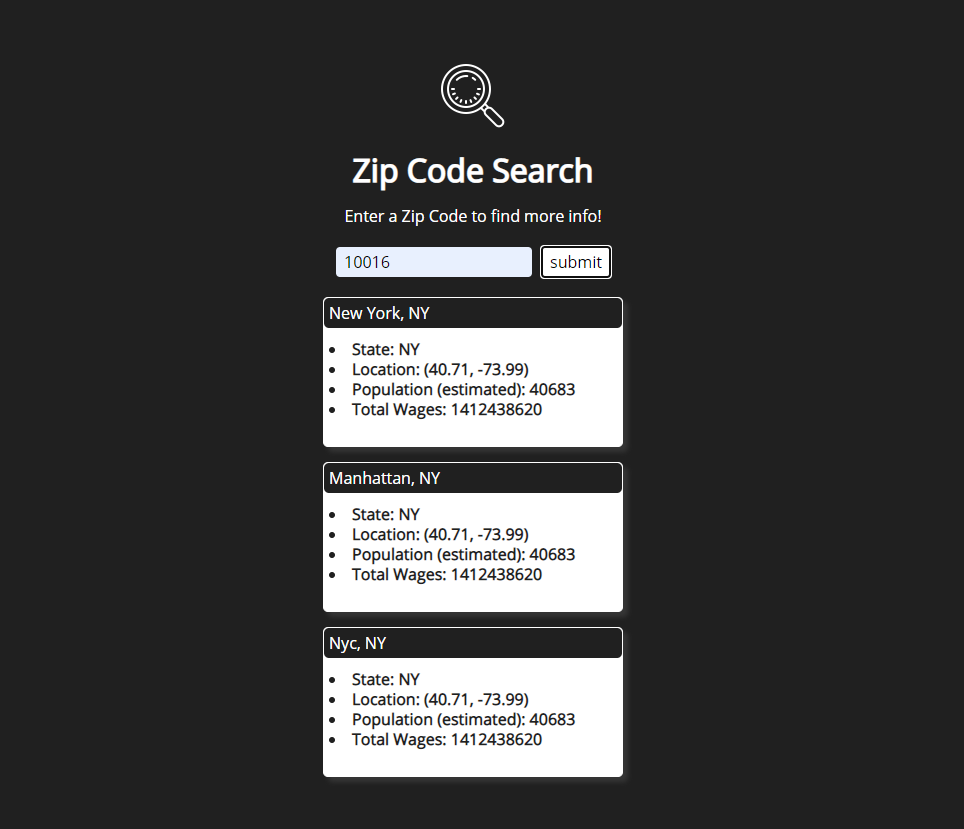 Zip Code Search
Enter a Zip Code to find more info!
10016 submit
New York, NY
State: NY
Location: (40.71, -73.99)
Population (estimated): 40683
Total Wages: 1412438620
Manhattan, NY
State: NY
Location: (40.71, -73.99)
Population (estimated): 40683
Total Wages: 1412438620
Nyc, NY
State: NY
Location: (40.71, -73.99)
Population (estimated): 40683
Total Wages: 1412438620